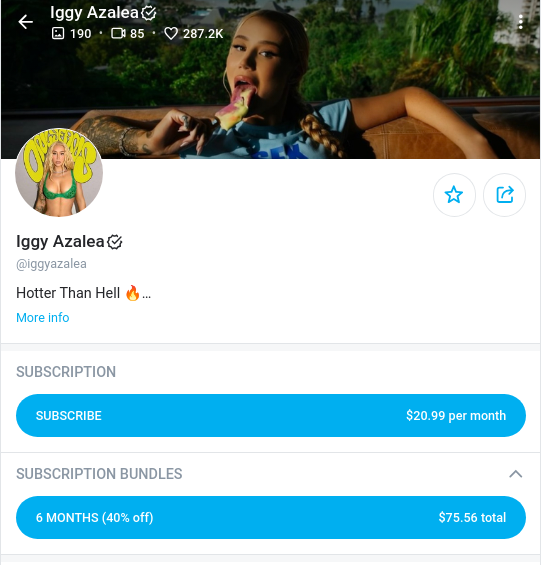 Iggy Azalea
190 · 85 · 287.2K
Iggy Azalea
@iggyazalea
Hotter Than Hell 🔥...
More info
SUBSCRIPTION
SUBSCRIBE $20.99 per month
SUBSCRIPTION BUNDLES
6 MONTHS (40% off) $75.56 total